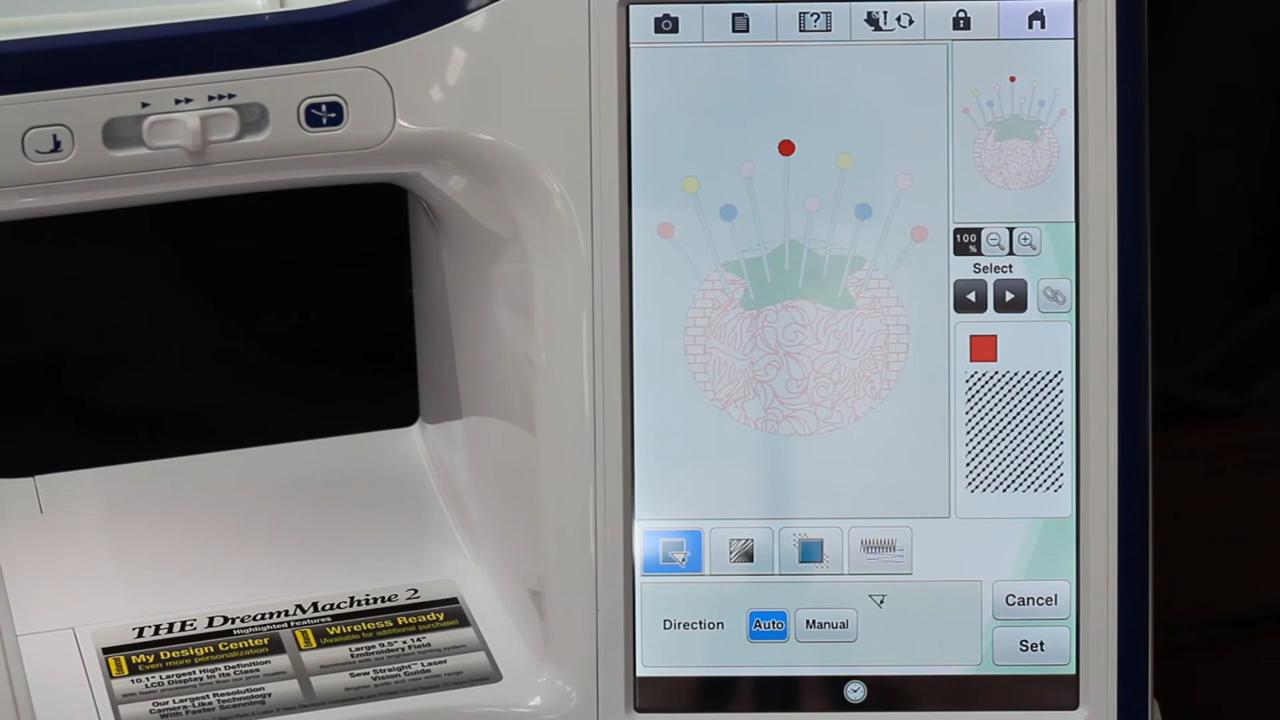 100
%
Select
Direction
Auto
Manual
Cancel
Set
THE DreamMachine 2
Highlighted Features
My Design Center
Even more personalization
10.1" Largest High Definition
LCD Display in its Class
Our Largest Resolution
Camera-Like Technology
With Faster Scanning
Wireless Ready
(Available for additional purchase)
Large 9.5" x 14"
Embroidery Field
Sew Straight™ Laser
Vision Guide